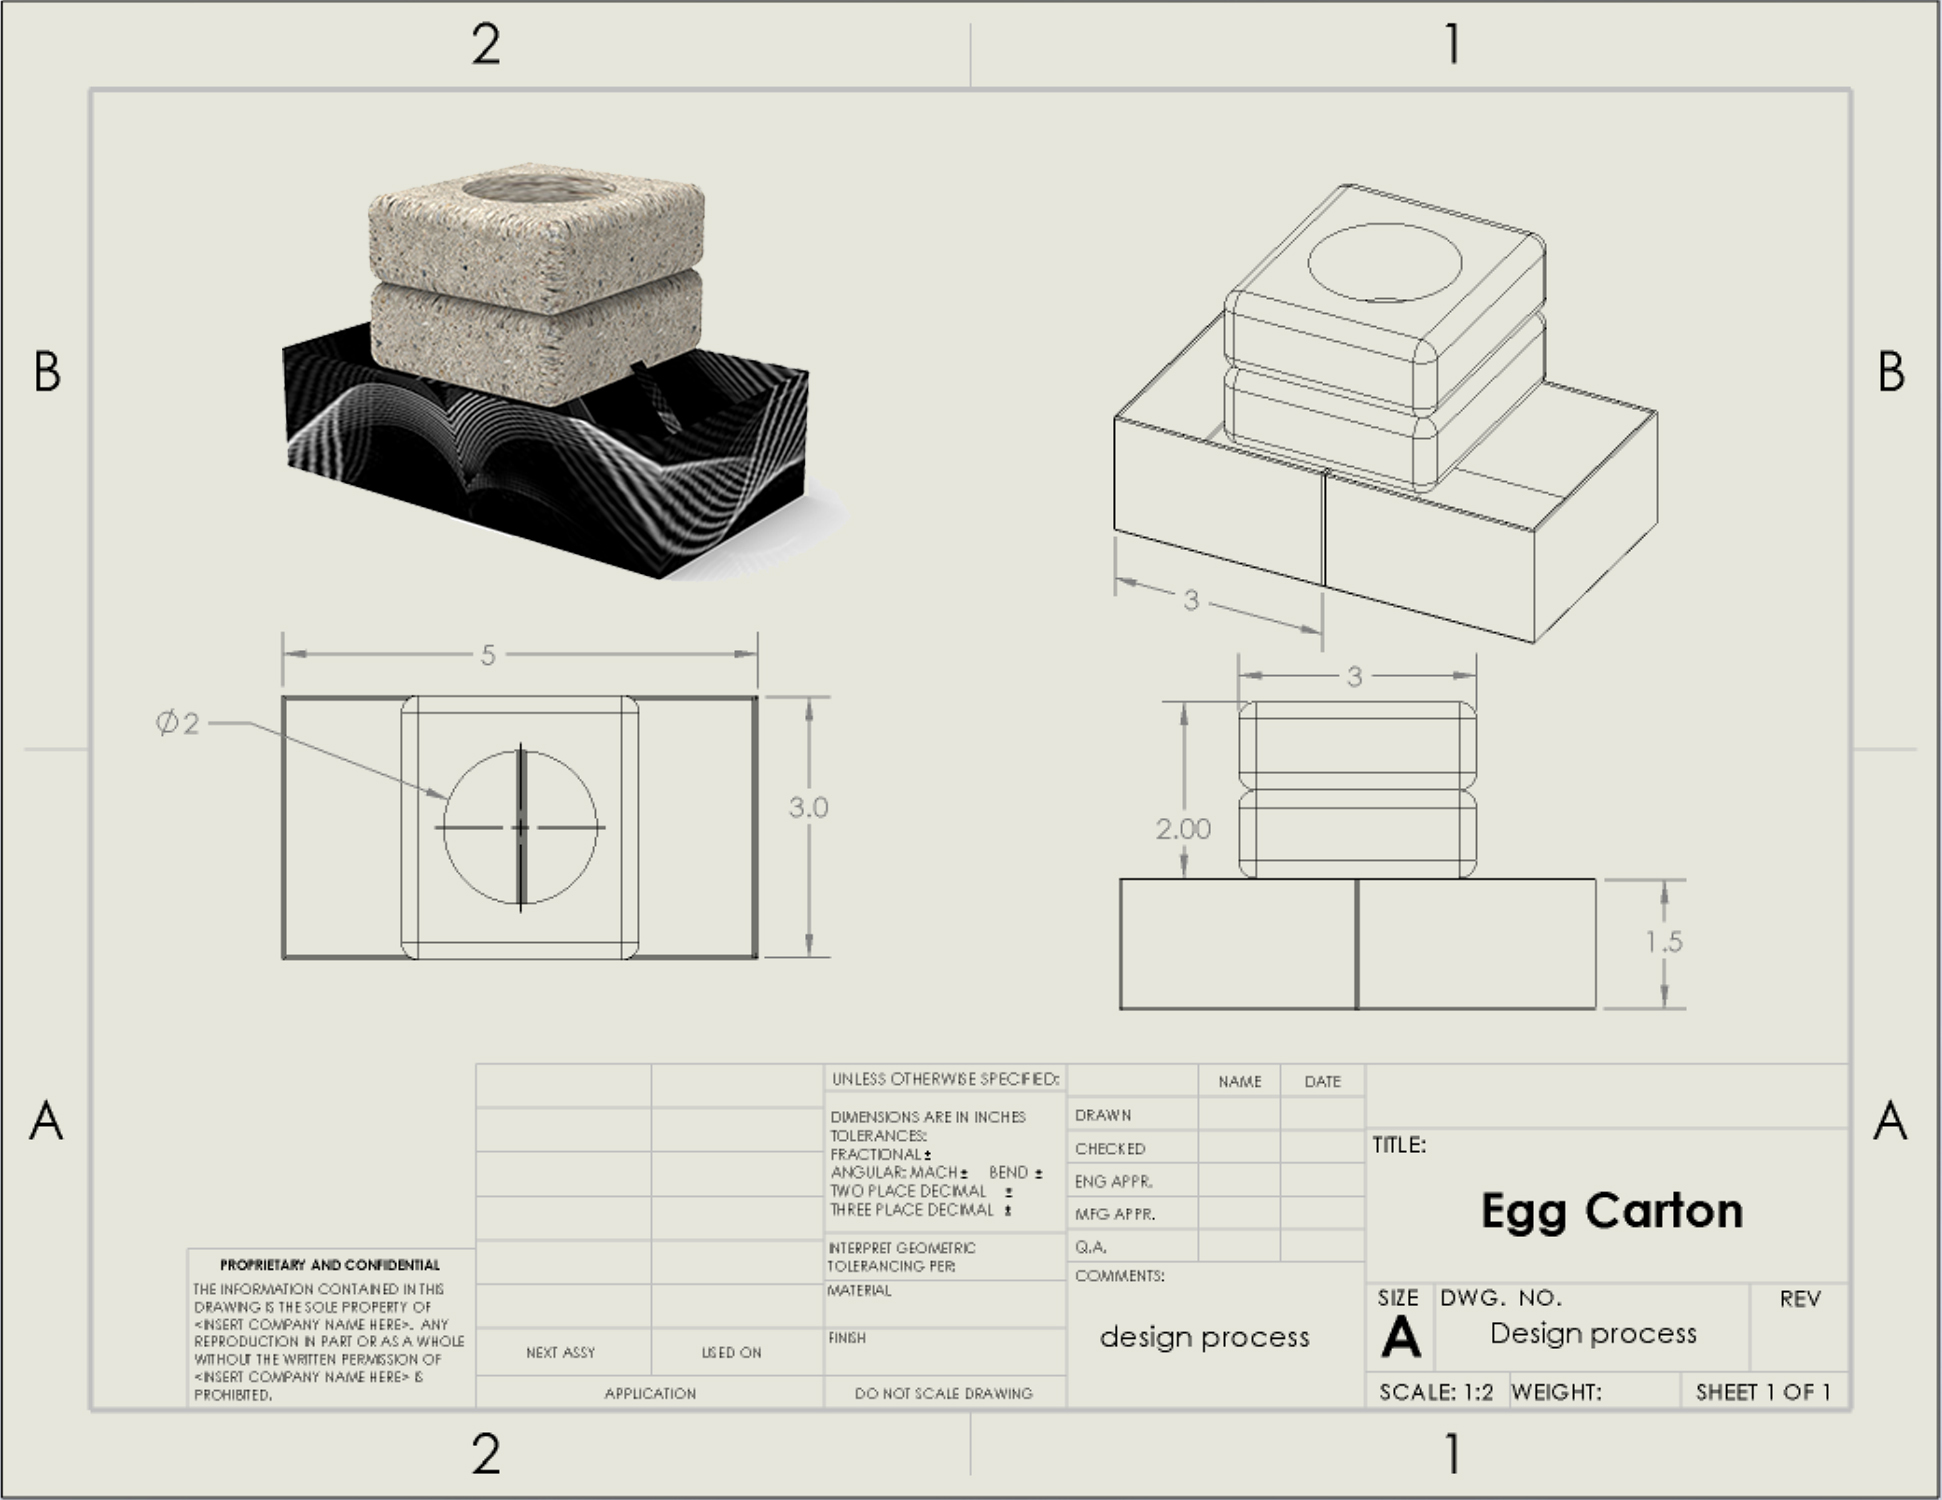 2 1
B B
3
5
3
Ø2
3.0
2.00
1.5
A A
UNLESS OTHERWISE SPECIFIED:
DIMENSIONS ARE IN INCHES
TOLERANCES:
FRACTIONAL ±
ANGULAR: MACH ± BEND ±
TWO PLACE DECIMAL ±
THREE PLACE DECIMAL ±
INTERPRET GEOMETRIC
TOLERANCING PER:
MATERIAL
FINISH
DO NOT SCALE DRAWING
NAME DATE
DRAWN
CHECKED
ENG APPR.
MFG APPR.
Q.A.
COMMENTS:
design process
TITLE:
Egg Carton
SIZE DWG. NO. REV
A Design process
SCALE: 1:2 WEIGHT: SHEET 1 OF 1
PROPRIETARY AND CONFIDENTIAL
THE INFORMATION CONTAINED IN THIS
DRAWING IS THE SOLE PROPERTY OF
<INSERT COMPANY NAME HERE>. ANY
REPRODUCTION IN PART OR AS A WHOLE
WITHOUT THE WRITTEN PERMISSION OF
<INSERT COMPANY NAME HERE> IS
PROHIBITED.
NEXT ASSY USED ON
APPLICATION
2 1